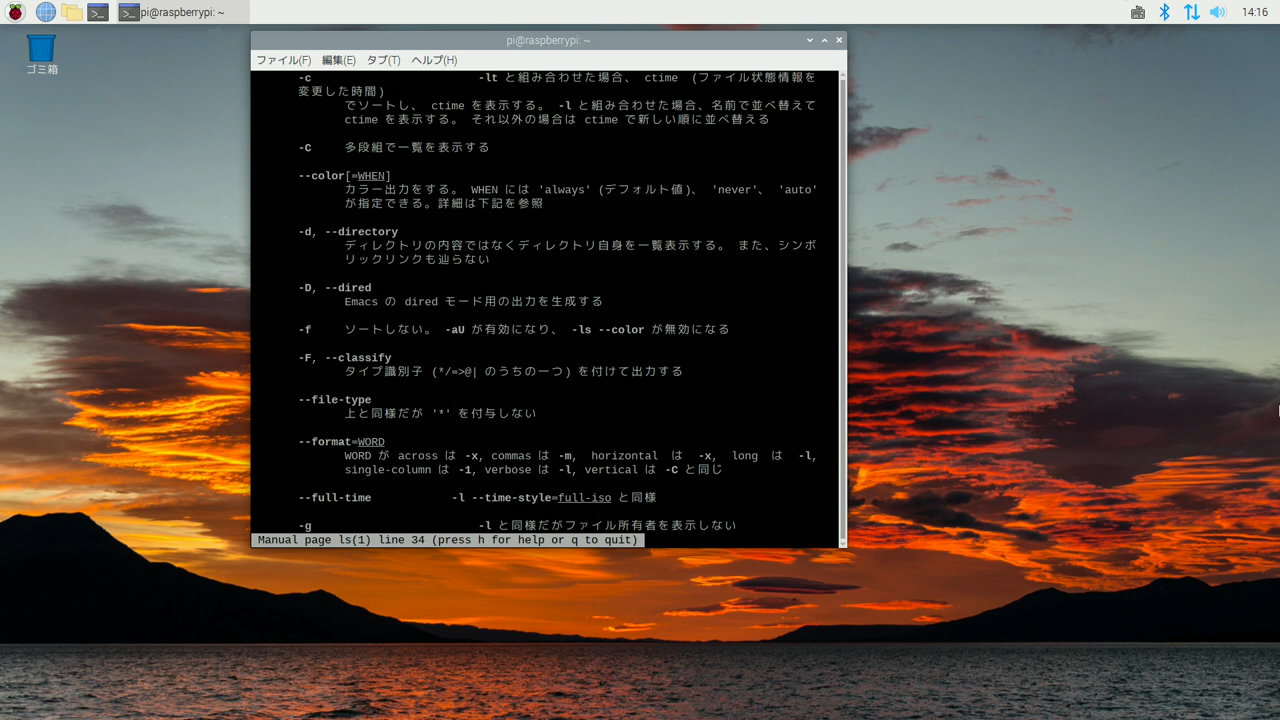 pi@raspberrypi: ~
14:16
ゴミ箱
pi@raspberrypi: ~
ファイル(F) 編集(E) タブ(T) ヘルプ(H)
-c -lt と組み合わせた場合、 ctime (ファイル状態情報を
変更した時間)
でソートし、 ctime を表示する。 -l と組み合わせた場合、名前で並べ替えて
ctime を表示する。 それ以外の場合は ctime で新しい順に並べ替える
-C 多段組で一覧を表示する
--color[=WHEN]
カラー出力をする。 WHEN には 'always' (デフォルト値)、 'never'、 'auto'
が指定できる。詳細は下記を参照
-d, --directory
ディレクトリの内容ではなくディレクトリ自身を一覧表示する。 また、シンボ
リックリンクも辿らない
-D, --dired
Emacs の dired モード用の出力を生成する
-f ソートしない。 -aU が有効になり、 -ls --color が無効になる
-F, --classify
タイプ識別子 (*/=>@| のうちの一つ) を付けて出力する
--file-type
上と同様だが '*' を付与しない
--format=WORD
WORD が across は -x, commas は -m, horizontal は -x, long は -l,
single-column は -1, verbose は -l, vertical は -C と同じ
--full-time -l --time-style=full-iso と同様
-g -l と同様だがファイル所有者を表示しない
Manual page ls(1) line 34 (press h for help or q to quit)